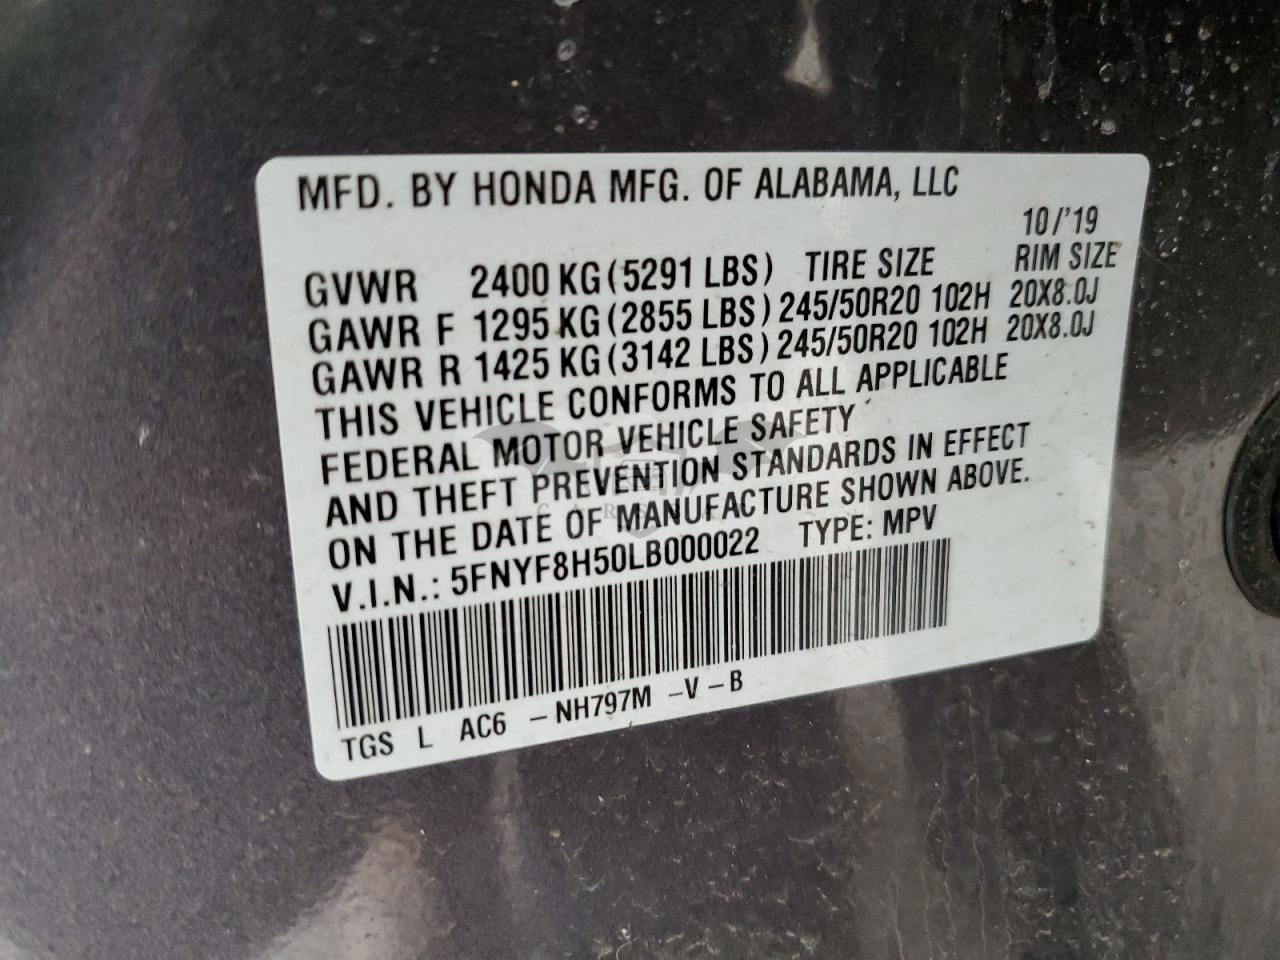 MFD. BY HONDA MFG. OF ALABAMA, LLC
10/'19
GVWR 2400 KG (5291 LBS) TIRE SIZE RIM SIZE
GAWR F 1295 KG (2855 LBS) 245/50R20 102H 20X8.0J
GAWR R 1425 KG (3142 LBS) 245/50R20 102H 20X8.0J
THIS VEHICLE CONFORMS TO ALL APPLICABLE
FEDERAL MOTOR VEHICLE SAFETY
AND THEFT PREVENTION STANDARDS IN EFFECT
ON THE DATE OF MANUFACTURE SHOWN ABOVE.
V.I.N.: 5FNYF8H50LB000022 TYPE: MPV
TGS L AC6 -NH797M -V-B